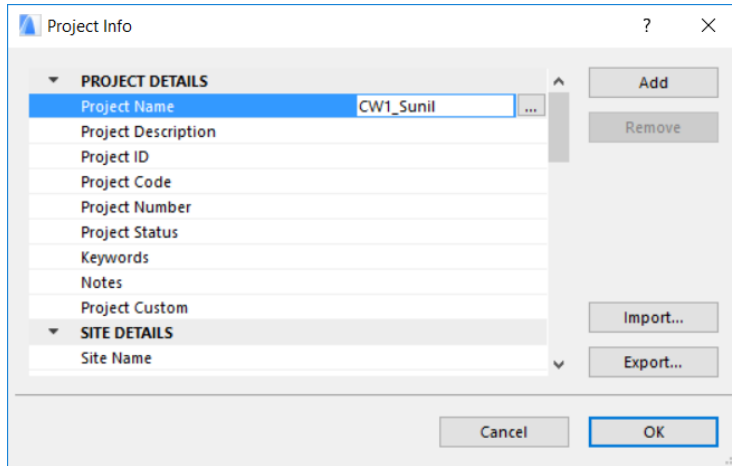 Project Info
PROJECT DETAILS
Project Name CW1_Sunil ...
Project Description
Project ID
Project Code
Project Number
Project Status
Keywords
Notes
Project Custom
SITE DETAILS
Site Name
Add
Remove
Import...
Export...
Cancel OK